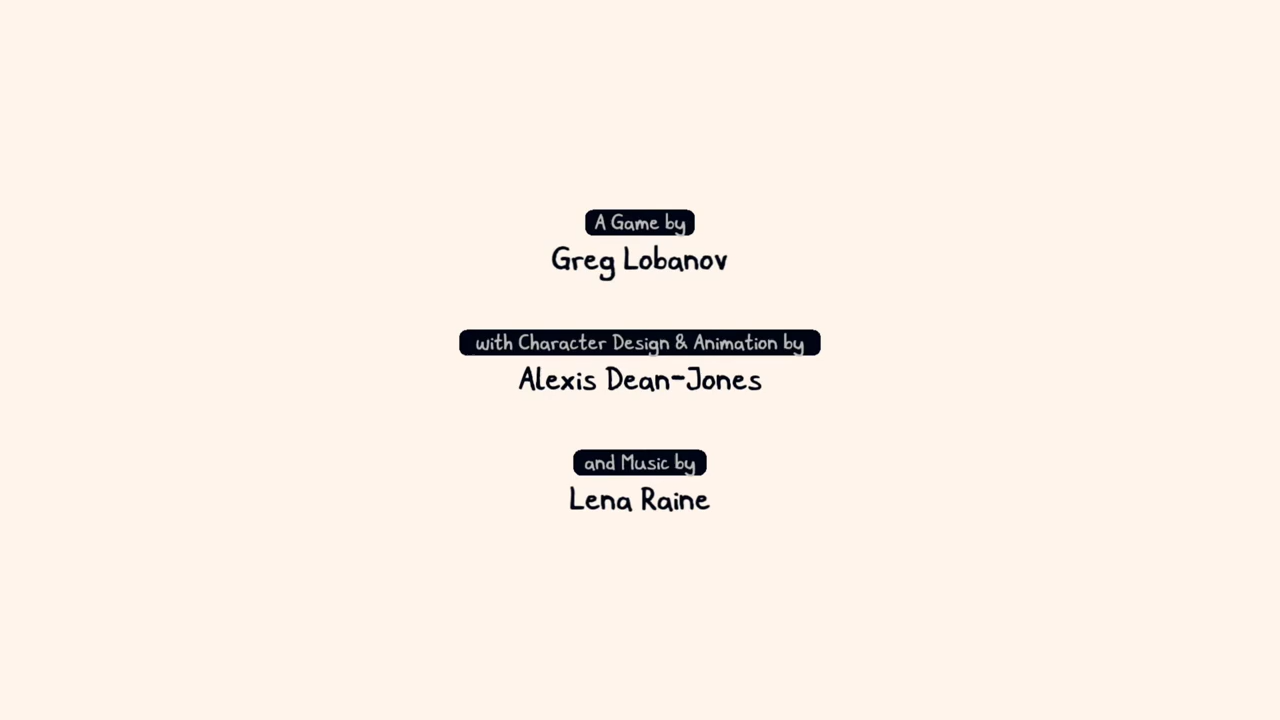 A Game by
Greg Lobanov
with Character Design & Animation by
Alexis Dean-Jones
and Music by
Lena Raine